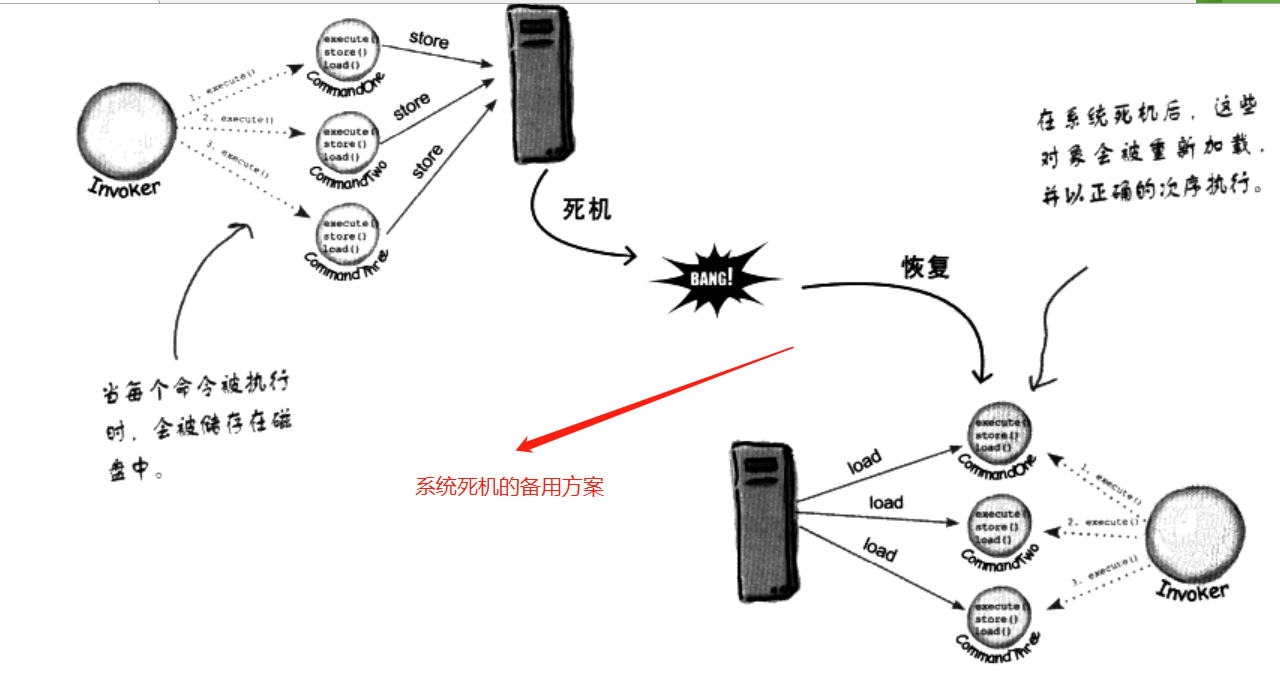 execute()
store()
load()
CommandOne
store
1. execute()
2. execute()
3. execute()
Invoker
execute()
store()
load()
CommandTwo
store
execute()
store()
load()
CommandThree
store
死机
BANG!
恢复
在系统死机后,这些
对象会被重新加载,
并以正确的次序执行。
当每个命令被执行
时,会被储存在磁
盘中。
系统死机的备用方案
load
load
load
execute()
store()
load()
CommandOne
execute()
store()
load()
CommandTwo
execute()
store()
load()
CommandThree
1. execute()
2. execute()
3. execute()
Invoker